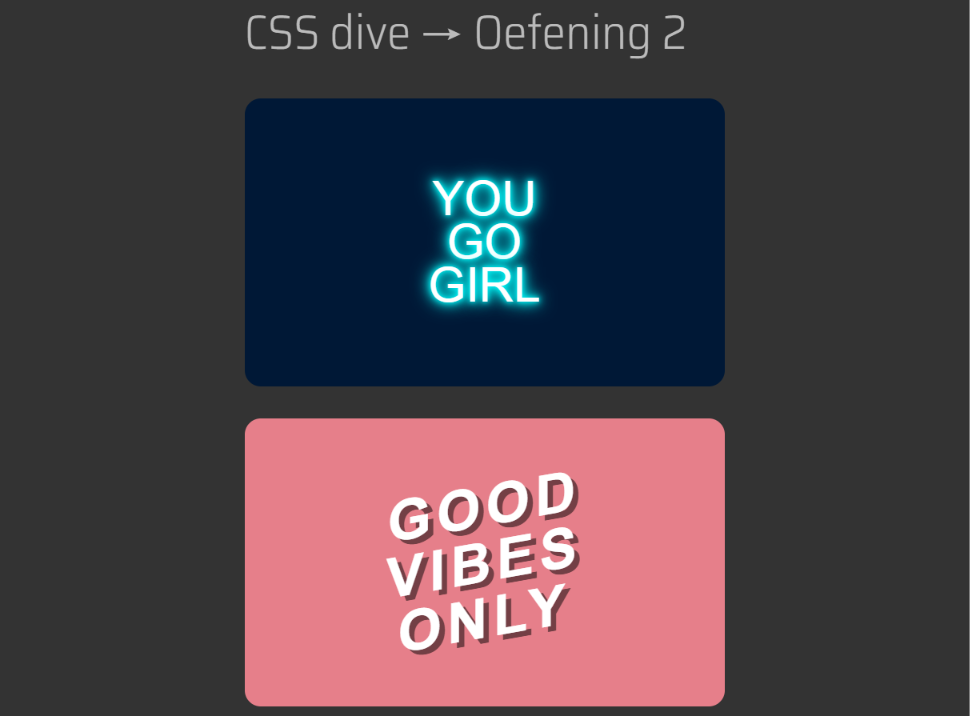 CSS dive → Oefening 2
YOU
GO
GIRL
GOOD
VIBES
ONLY